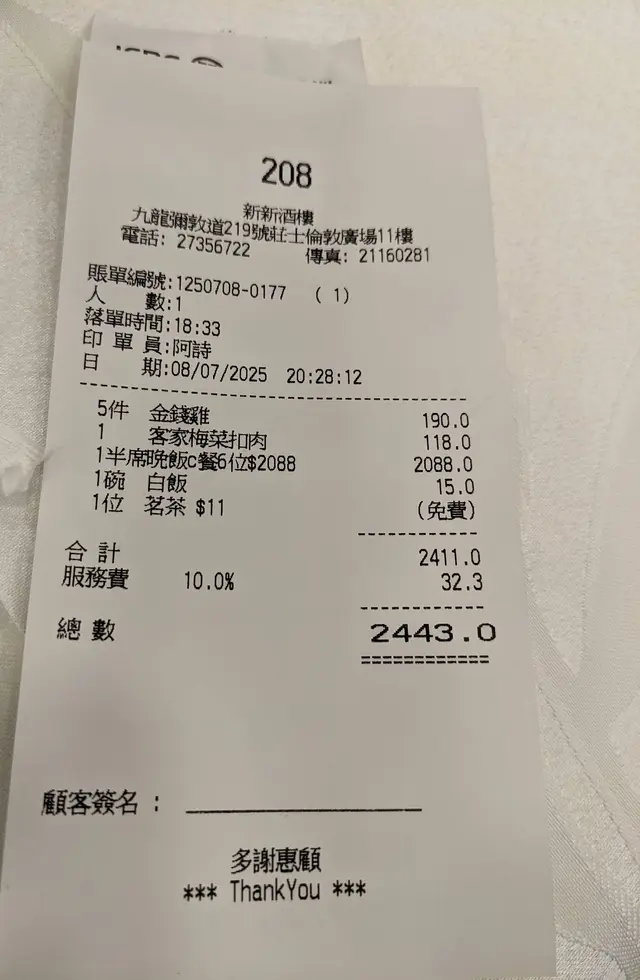 208
新新酒樓
九龍彌敦道219號莊士倫敦廣場11樓
電話: 27356722 傳真: 21160281
賬單編號:1250708-0177 ( 1)
人 數:1
落單時間:18:33
印 單 員:阿詩
日 期:08/07/2025 20:28:12
5件 金錢雞 190.0
1 客家梅菜扣肉 118.0
1半席晚飯c餐6位$2088 2088.0
1碗 白飯 15.0
1位 茗茶 $11 (免費)
合 計 2411.0
服務費 10.0% 32.3
總 數 2443.0
顧客簽名 :
多謝惠顧
*** ThankYou ***